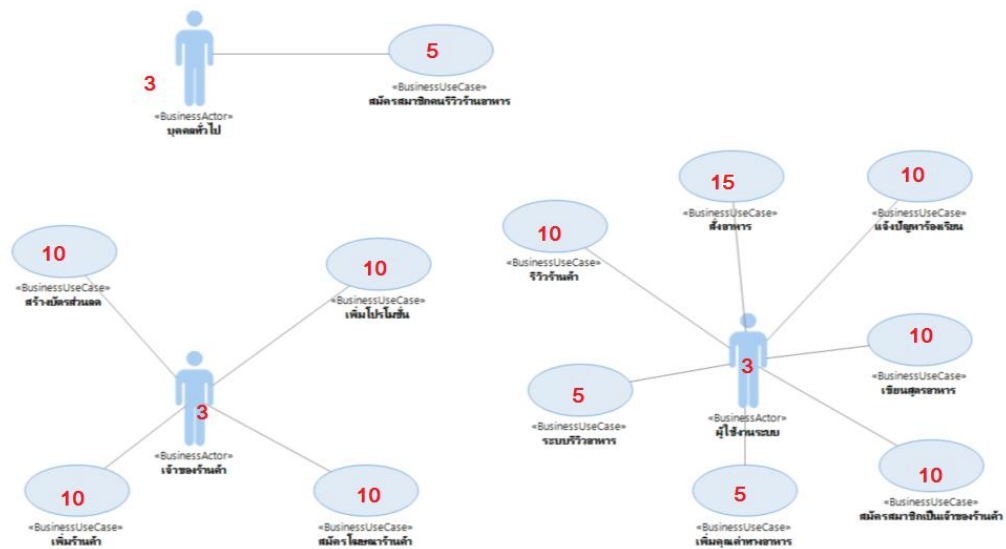 5
3
«BusinessUseCase»
สมัครสมาชิกคนรีวิวร้านอาหาร
«BusinessActor»
บุคคลทั่วไป
15
«BusinessUseCase»
สั่งอาหาร
10
«BusinessUseCase»
แจ้งปัญหาร้องเรียน
10
«BusinessUseCase»
สร้างบัตรส่วนลด
10
«BusinessUseCase»
เพิ่มโปรโมชั่น
10
«BusinessUseCase»
รีวิวร้านค้า
3
«BusinessActor»
เจ้าของร้านค้า
5
«BusinessUseCase»
ระบบรีวิวอาหาร
3
«BusinessActor»
ผู้ใช้งานระบบ
10
«BusinessUseCase»
เขียนสูตรอาหาร
10
«BusinessUseCase»
เพิ่มร้านค้า
10
«BusinessUseCase»
สมัครโฆษณาร้านค้า
5
«BusinessUseCase»
เพิ่มคุณค่าทางอาหาร
10
«BusinessUseCase»
สมัครสมาชิกเป็นเจ้าของร้านค้า